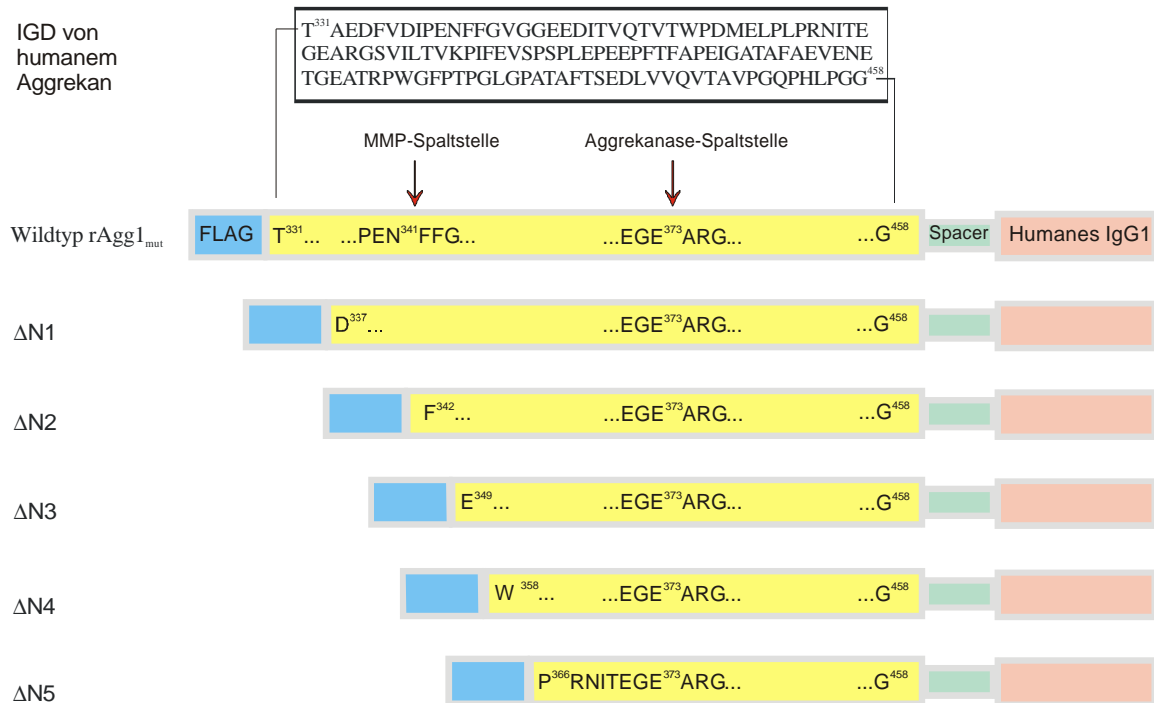 IGD von
humanem
Aggrekan
T³³¹AEDFVDIPENFFGVGGEEDITVQTVTWPDMELPLPRNITE
GEARGSVILTVKPIFEVSPSPLEPEEPFTFAPEIGATAFAEVENE
TGEATRPWGFPTPGLGPATAFTSEDLVVQVTAVPGQPHLPGG⁴⁵⁸
MMP-Spaltstelle Aggrekanase-Spaltstelle
Wildtyp rAgg1mut FLAG T³³¹... ...PEN³⁴¹FFG... ...EGE³⁷³ARG... ...G⁴⁵⁸ Spacer Humanes IgG1
ΔN1 D³³⁷... ...EGE³⁷³ARG... ...G⁴⁵⁸
ΔN2 F³⁴²... ...EGE³⁷³ARG... ...G⁴⁵⁸
ΔN3 E³⁴⁹... ...EGE³⁷³ARG... ...G⁴⁵⁸
ΔN4 W ³⁵⁸... ...EGE³⁷³ARG... ...G⁴⁵⁸
ΔN5 P³⁶⁶RNITEGE³⁷³ARG... ...G⁴⁵⁸